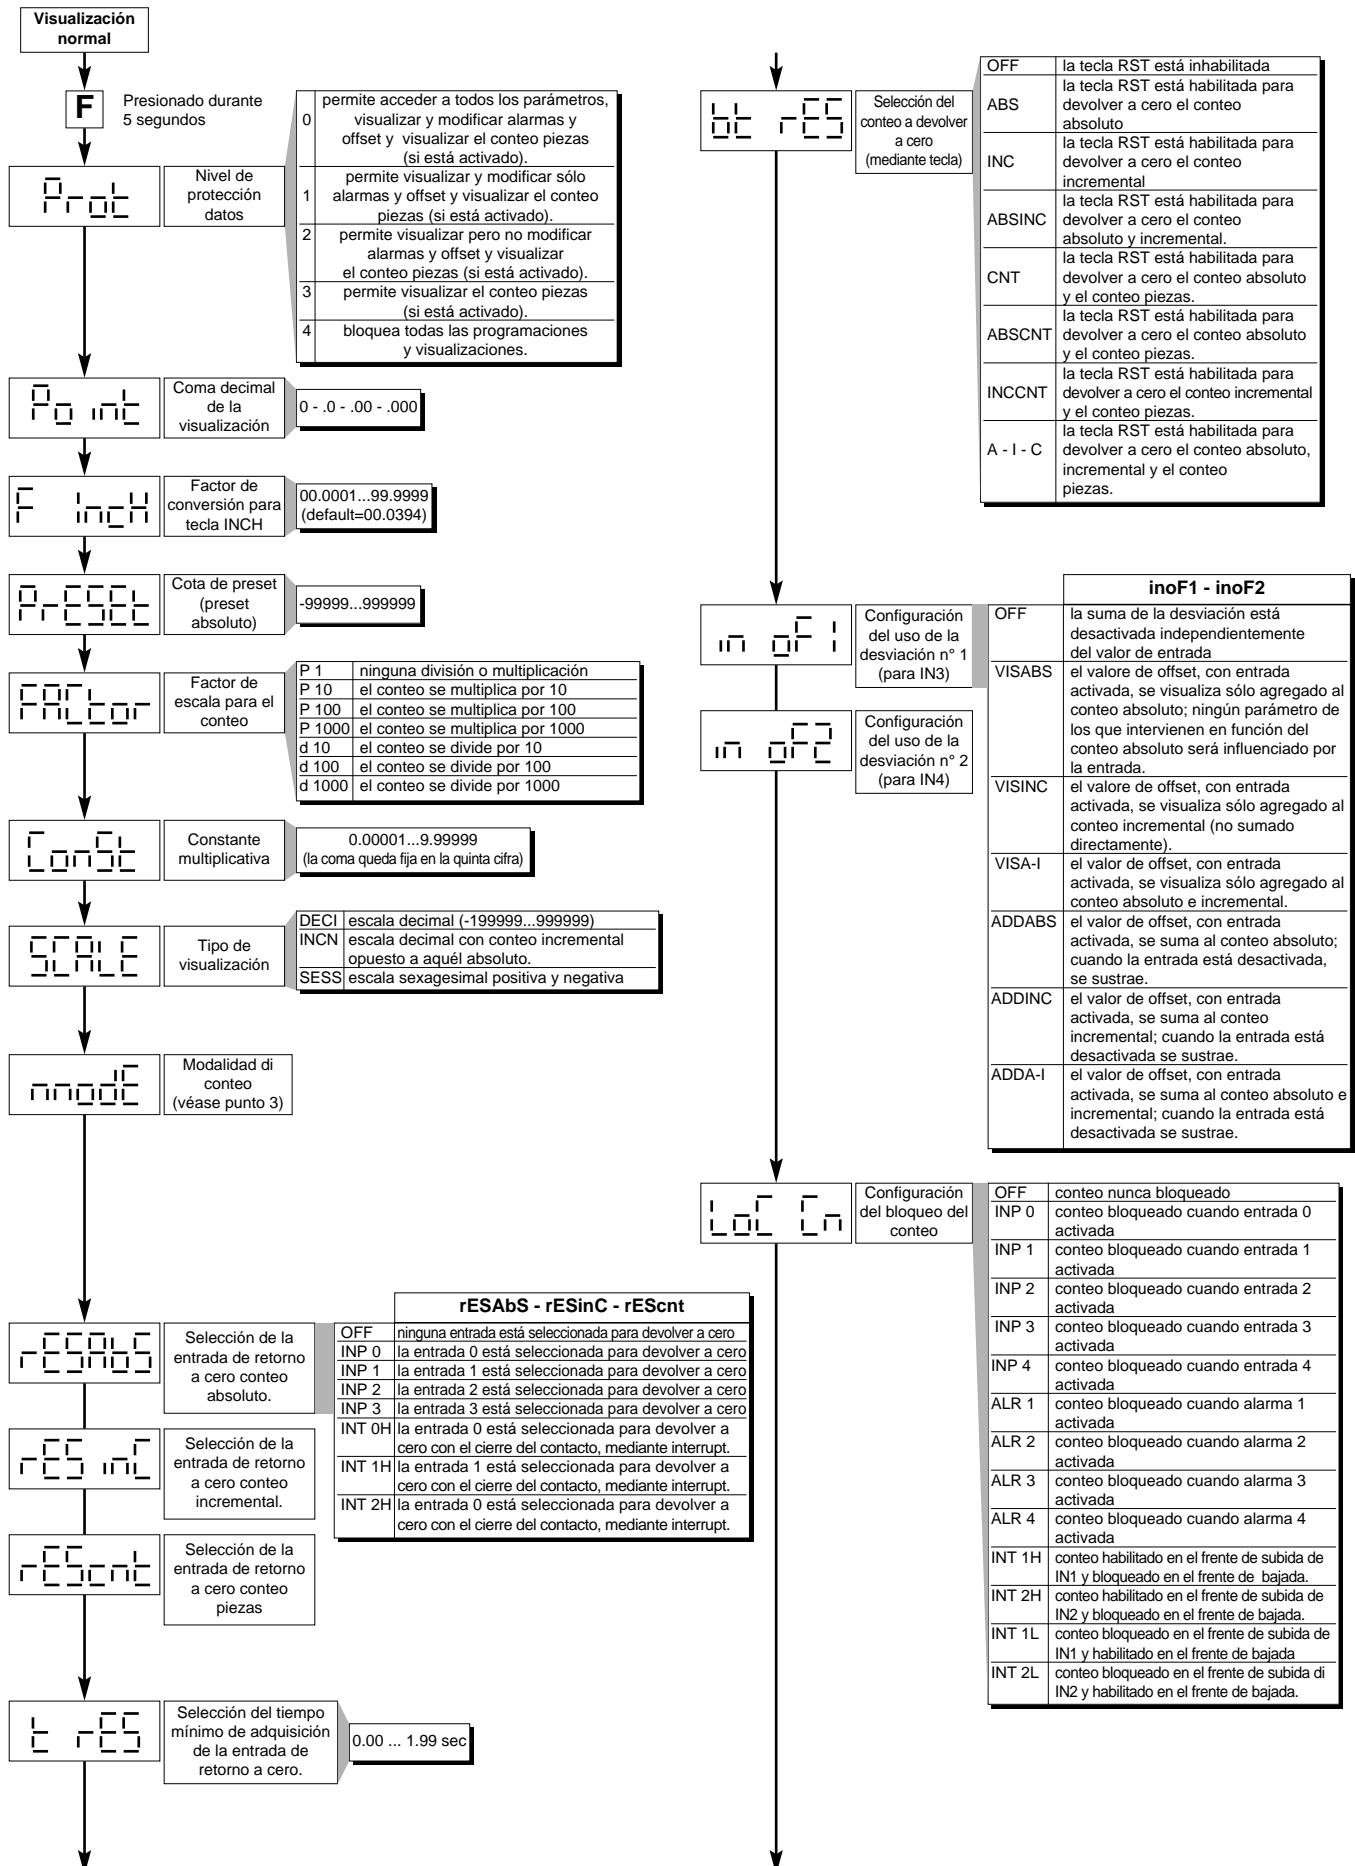 Visualización
normal
F
Presionado durante
5 segundos
Prot
Nivel de
protección
datos
0
permite acceder a todos los parámetros,
visualizar y modificar alarmas y
offset y visualizar el conteo piezas
(si está activado).
1
permite visualizar y modificar sólo
alarmas y offset y visualizar el conteo
piezas (si está activado).
2
permite visualizar pero no modificar
alarmas y offset y visualizar
el conteo piezas (si está activado).
3
permite visualizar el conteo piezas
(si está activado).
4
bloquea todas las programaciones
y visualizaciones.
Point
Coma decimal
de la
visualización
0 - .0 - .00 - .000
F IncH
Factor de
conversión para
tecla INCH
00.0001...99.9999
(default=00.0394)
PrESEt
Cota de preset
(preset
absoluto)
-99999...999999
FACtor
Factor de
escala para el
conteo
P 1 ninguna división o multiplicación
P 10 el conteo se multiplica por 10
P 100 el conteo se multiplica por 100
P 1000 el conteo se multiplica por 1000
d 10 el conteo se divide por 10
d 100 el conteo se divide por 100
d 1000 el conteo se divide por 1000
ConSt
Constante
multiplicativa
0.00001...9.99999
(la coma queda fija en la quinta cifra)
SCALE
Tipo de
visualización
DECI escala decimal (-199999...999999)
INCN escala decimal con conteo incremental
opuesto a aquél absoluto.
SESS escala sexagesimal positiva y negativa
nnodE
Modalidad di
conteo
(véase punto 3)
rESAbS
Selección de la
entrada de retorno
a cero conteo
absoluto.
rESAbS - rESinC - rEScnt
OFF ninguna entrada está seleccionada para devolver a cero
INP 0 la entrada 0 está seleccionada para devolver a cero
INP 1 la entrada 1 está seleccionada para devolver a cero
INP 2 la entrada 2 está seleccionada para devolver a cero
INP 3 la entrada 3 está seleccionada para devolver a cero
INT 0H la entrada 0 está seleccionada para devolver a
cero con el cierre del contacto, mediante interrupt.
INT 1H la entrada 1 está seleccionada para devolver a
cero con el cierre del contacto, mediante interrupt.
INT 2H la entrada 0 está seleccionada para devolver a
cero con el cierre del contacto, mediante interrupt.
rES inC
Selección de la
entrada de retorno
a cero conteo
incremental.
rEScnt
Selección de la
entrada de retorno
a cero conteo
piezas
t rES
Selección del tiempo
mínimo de adquisición
de la entrada de
retorno a cero.
0.00 ... 1.99 sec
bt rES
Selección del
conteo a devolver
a cero
(mediante tecla)
OFF la tecla RST está inhabilitada
ABS
la tecla RST está habilitada para
devolver a cero el conteo
absoluto
INC
la tecla RST está habilitada para
devolver a cero el conteo
incremental
ABSINC
la tecla RST está habilitada para
devolver a cero el conteo
absoluto y incremental.
CNT
la tecla RST está habilitada para
devolver a cero el conteo absoluto
y el conteo piezas.
ABSCNT
la tecla RST está habilitada para
devolver a cero el conteo absoluto
y el conteo piezas.
INCCNT
la tecla RST está habilitada para
devolver a cero el conteo incremental
y el conteo piezas.
A - I - C
la tecla RST está habilitada para
devolver a cero el conteo absoluto,
incremental y el conteo
piezas.
in oF1
Configuración
del uso de la
desviación n° 1
(para IN3)
in oF2
Configuración
del uso de la
desviación n° 2
(para IN4)
inoF1 - inoF2
OFF la suma de la desviación está
desactivada independientemente
del valor de entrada
VISABS el valore de offset, con entrada
activada, se visualiza sólo agregado al
conteo absoluto; ningún parámetro de
los que intervienen en función del
conteo absoluto será influenciado por
la entrada.
VISINC el valore de offset, con entrada
activada, se visualiza sólo agregado al
conteo incremental (no sumado
directamente).
VISA-I el valor de offset, con entrada
activada, se visualiza sólo agregado al
conteo absoluto e incremental.
ADDABS el valor de offset, con entrada
activada, se suma al conteo absoluto;
cuando la entrada está desactivada,
se sustrae.
ADDINC el valor de offset, con entrada
activada, se suma al conteo
incremental; cuando la entrada está
desactivada se sustrae.
ADDA-I el valor de offset, con entrada
activada, se suma al conteo absoluto e
incremental; cuando la entrada está
desactivada se sustrae.
LoC Cn
Configuración
del bloqueo del
conteo
OFF conteo nunca bloqueado
INP 0 conteo bloqueado cuando entrada 0
activada
INP 1 conteo bloqueado cuando entrada 1
activada
INP 2 conteo bloqueado cuando entrada 2
activada
INP 3 conteo bloqueado cuando entrada 3
activada
INP 4 conteo bloqueado cuando entrada 4
activada
ALR 1 conteo bloqueado cuando alarma 1
activada
ALR 2 conteo bloqueado cuando alarma 2
activada
ALR 3 conteo bloqueado cuando alarma 3
activada
ALR 4 conteo bloqueado cuando alarma 4
activada
INT 1H conteo habilitado en el frente de subida de
IN1 y bloqueado en el frente de bajada.
INT 2H conteo habilitado en el frente de subida de
IN2 y bloqueado en el frente de bajada.
INT 1L conteo bloqueado en el frente de subida de
IN1 y habilitado en el frente de bajada
INT 2L conteo bloqueado en el frente de subida di
IN2 y habilitado en el frente de bajada.